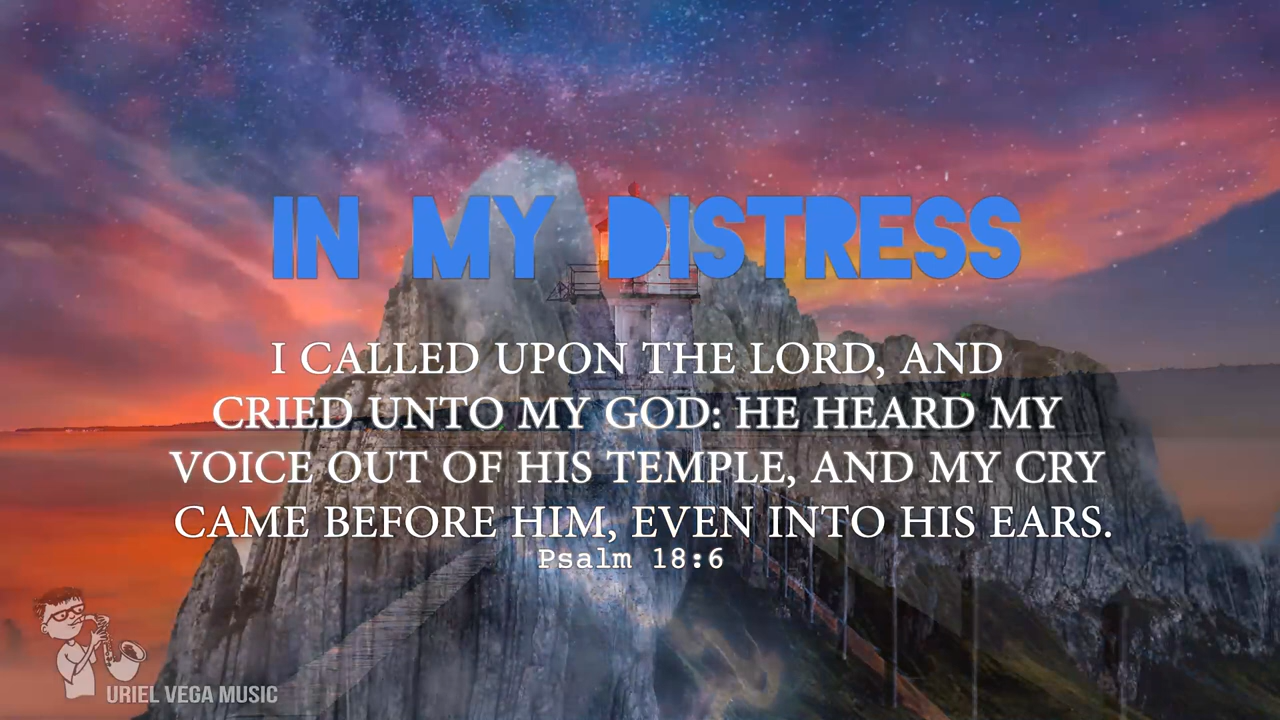 IN MY DISTRESS
I CALLED UPON THE LORD, AND
CRIED UNTO MY GOD: HE HEARD MY
VOICE OUT OF HIS TEMPLE, AND MY CRY
CAME BEFORE HIM, EVEN INTO HIS EARS.
Psalm 18:6
URIEL VEGA MUSIC